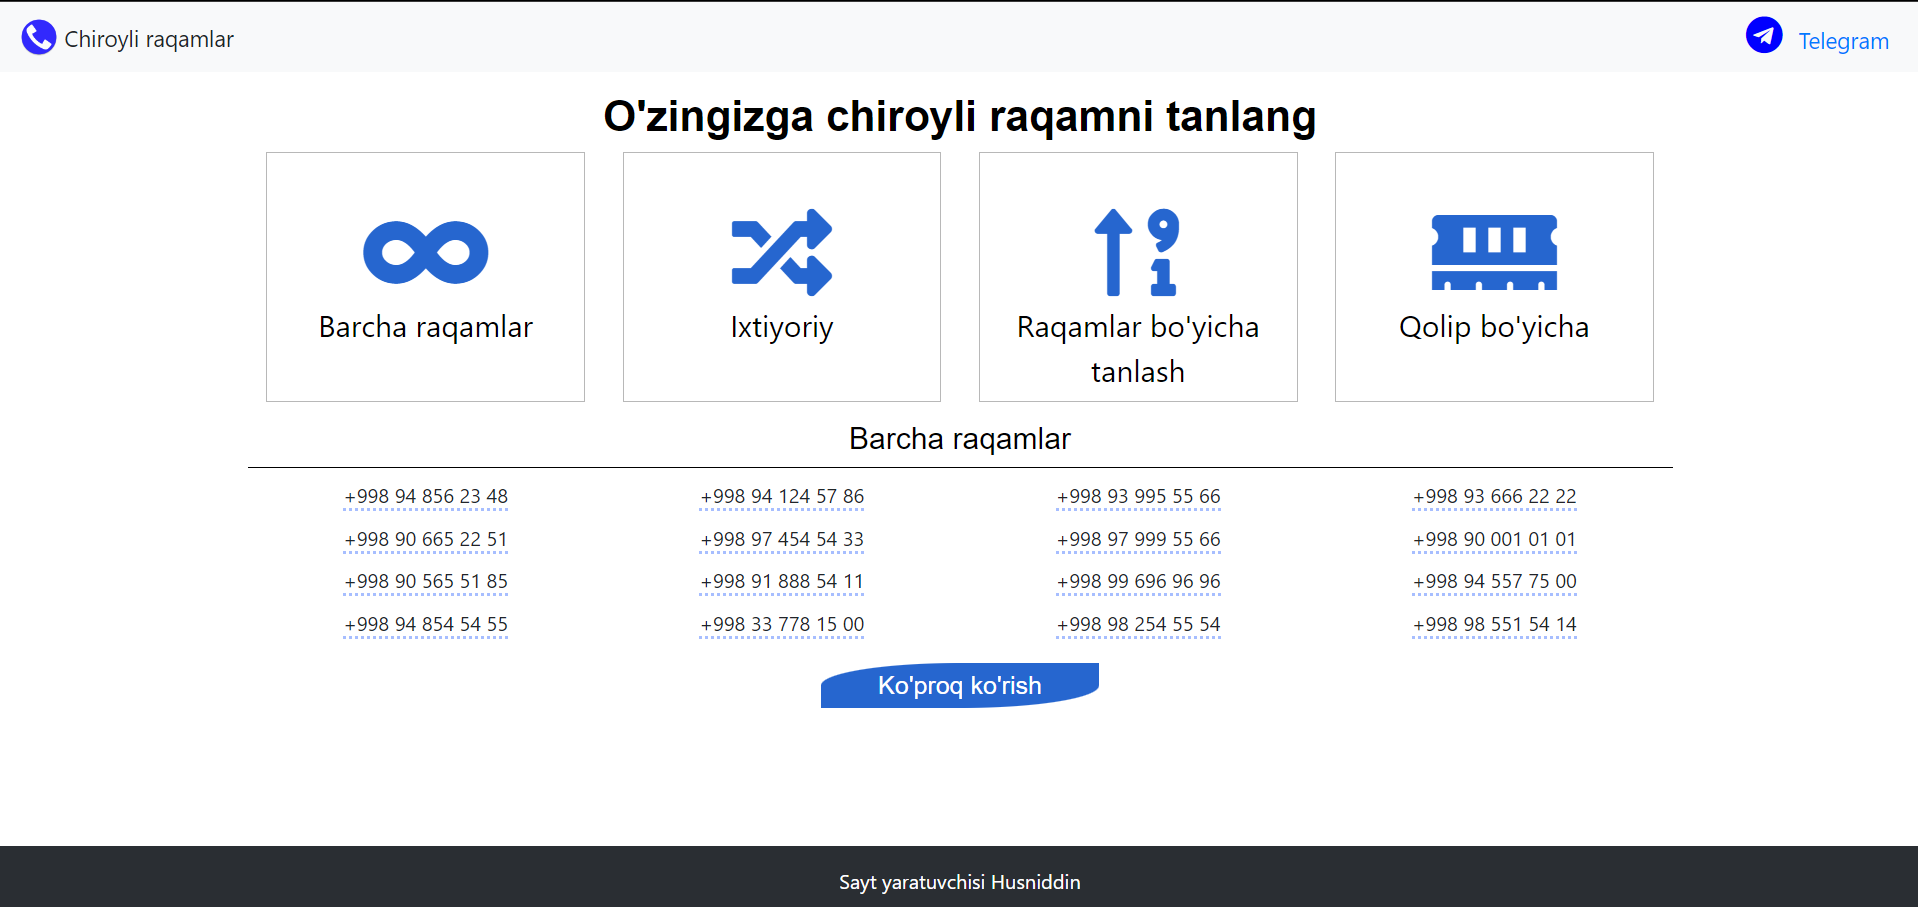 Chiroyli raqamlar
Telegram
O'zingizga chiroyli raqamni tanlang
Barcha raqamlar
Ixtiyoriy
9
1
Raqamlar bo'yicha
tanlash
Qolip bo'yicha
Barcha raqamlar
+998 94 856 23 48
+998 94 124 57 86
+998 93 995 55 66
+998 93 666 22 22
+998 90 665 22 51
+998 97 454 54 33
+998 97 999 55 66
+998 90 001 01 01
+998 90 565 51 85
+998 91 888 54 11
+998 99 696 96 96
+998 94 557 75 00
+998 94 854 54 55
+998 33 778 15 00
+998 98 254 55 54
+998 98 551 54 14
Ko'proq ko'rish
Sayt yaratuvchisi Husniddin